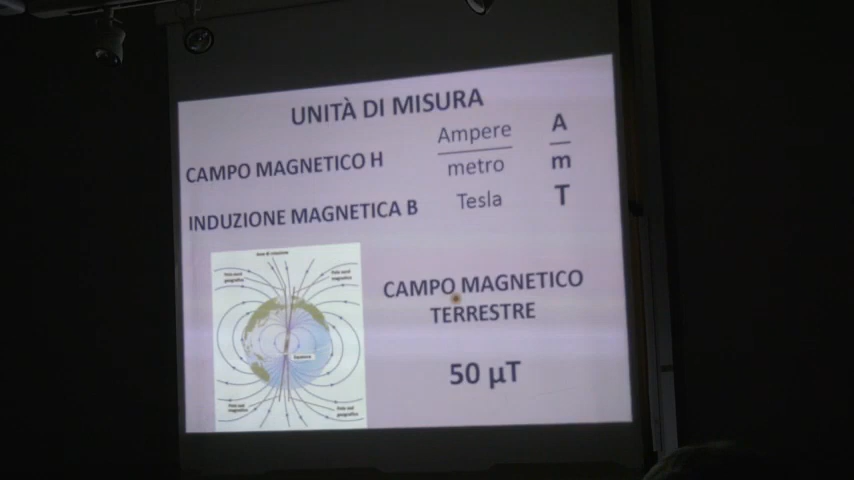 UNITÀ DI MISURA
CAMPO MAGNETICO H
Ampere
metro
A
m
INDUZIONE MAGNETICA B
Tesla
T
CAMPO MAGNETICO
TERRESTRE
50 µT